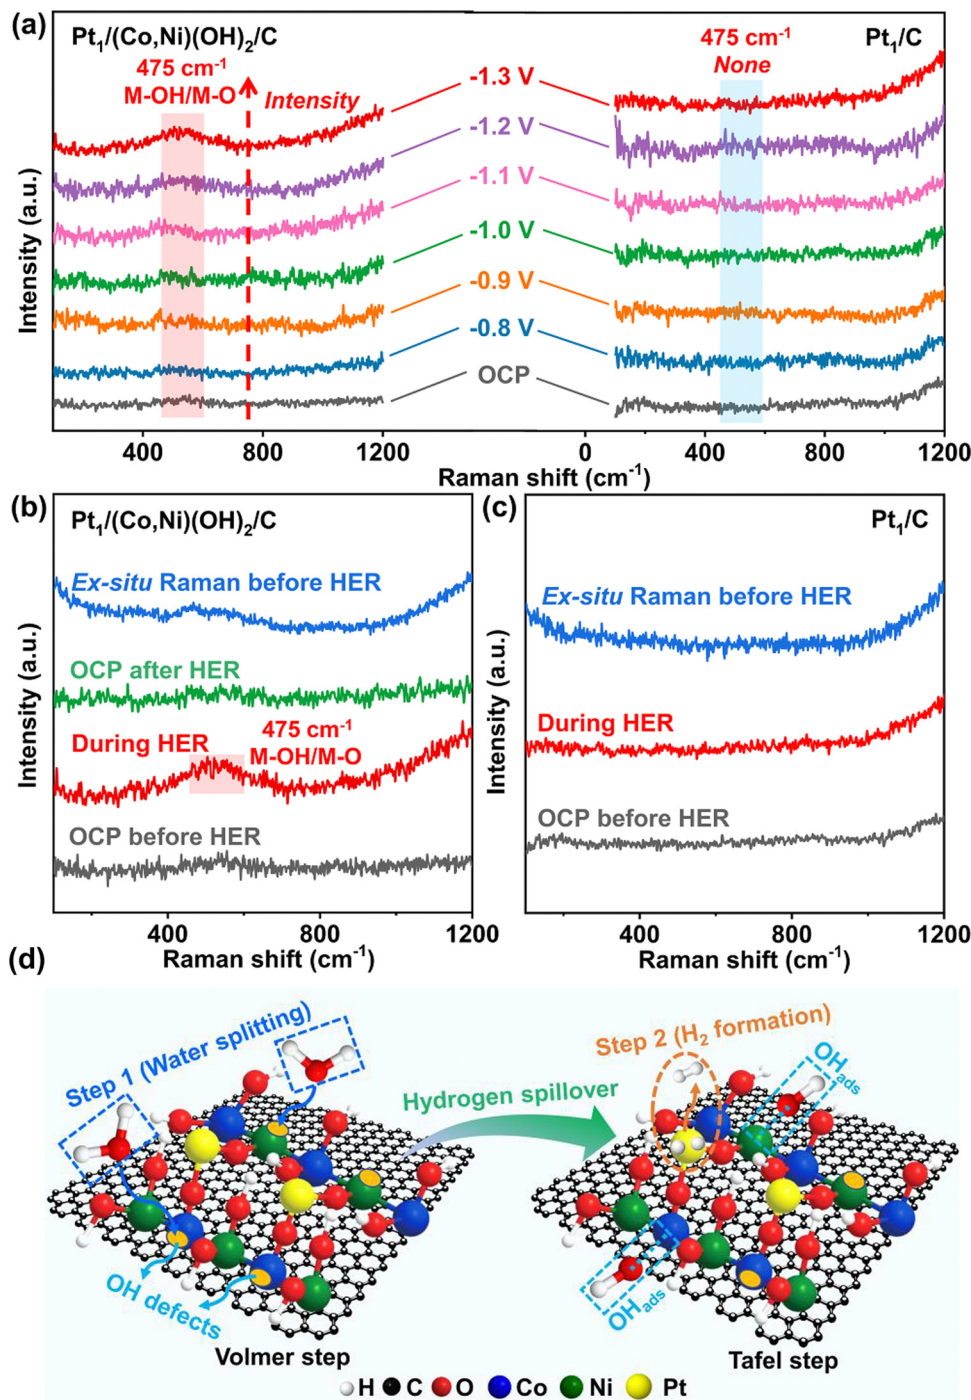 (a)
Pt₁/(Co,Ni)(OH)₂/C
475 cm⁻¹
M-OH/M-O
Intensity
-1.3 V
-1.2 V
-1.1 V
-1.0 V
-0.9 V
-0.8 V
OCP
475 cm⁻¹
None
Pt₁/C
Intensity (a.u.)
400 800 1200 0 400 800 1200
Raman shift (cm⁻¹)
(b)
Pt₁/(Co,Ni)(OH)₂/C
Ex-situ Raman before HER
OCP after HER
During HER
475 cm⁻¹
M-OH/M-O
OCP before HER
Intensity (a.u.)
400 800 1200
Raman shift (cm⁻¹)
(c)
Pt₁/C
Ex-situ Raman before HER
During HER
OCP before HER
Intensity (a.u.)
400 800 1200
Raman shift (cm⁻¹)
(d)
Step 1 (Water splitting)
Hydrogen spillover
Step 2 (H₂ formation)
OH_ads
OH defects
OH_ads
Volmer step
Tafel step
H C O Co Ni Pt